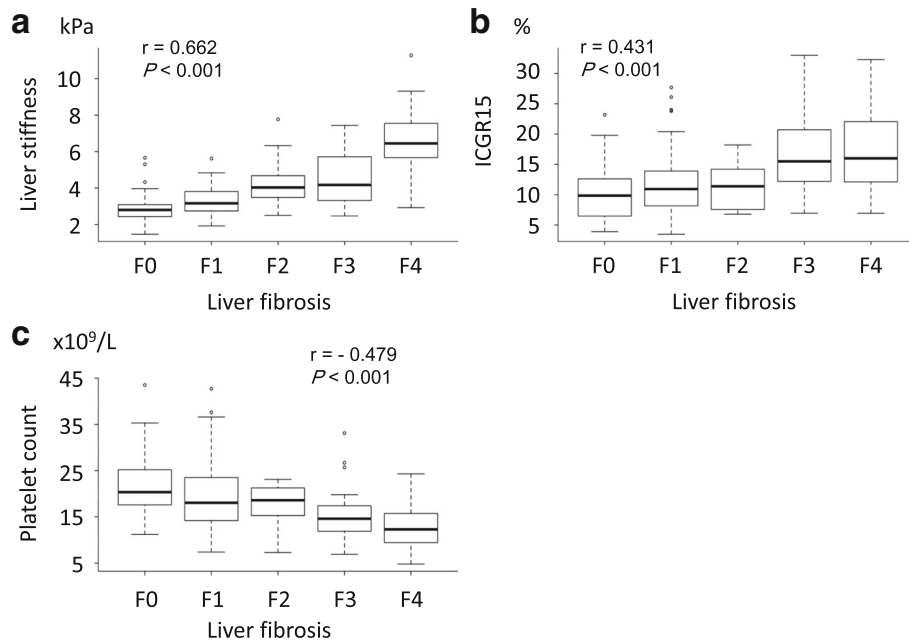 a kPa
r = 0.662
P < 0.001
Liver stiffness
10
8
6
4
2
F0 F1 F2 F3 F4
Liver fibrosis
b %
r = 0.431
P < 0.001
ICGR15
30
25
20
15
10
5
F0 F1 F2 F3 F4
Liver fibrosis
c x10⁹/L
r = - 0.479
P < 0.001
Platelet count
45
35
25
15
5
F0 F1 F2 F3 F4
Liver fibrosis